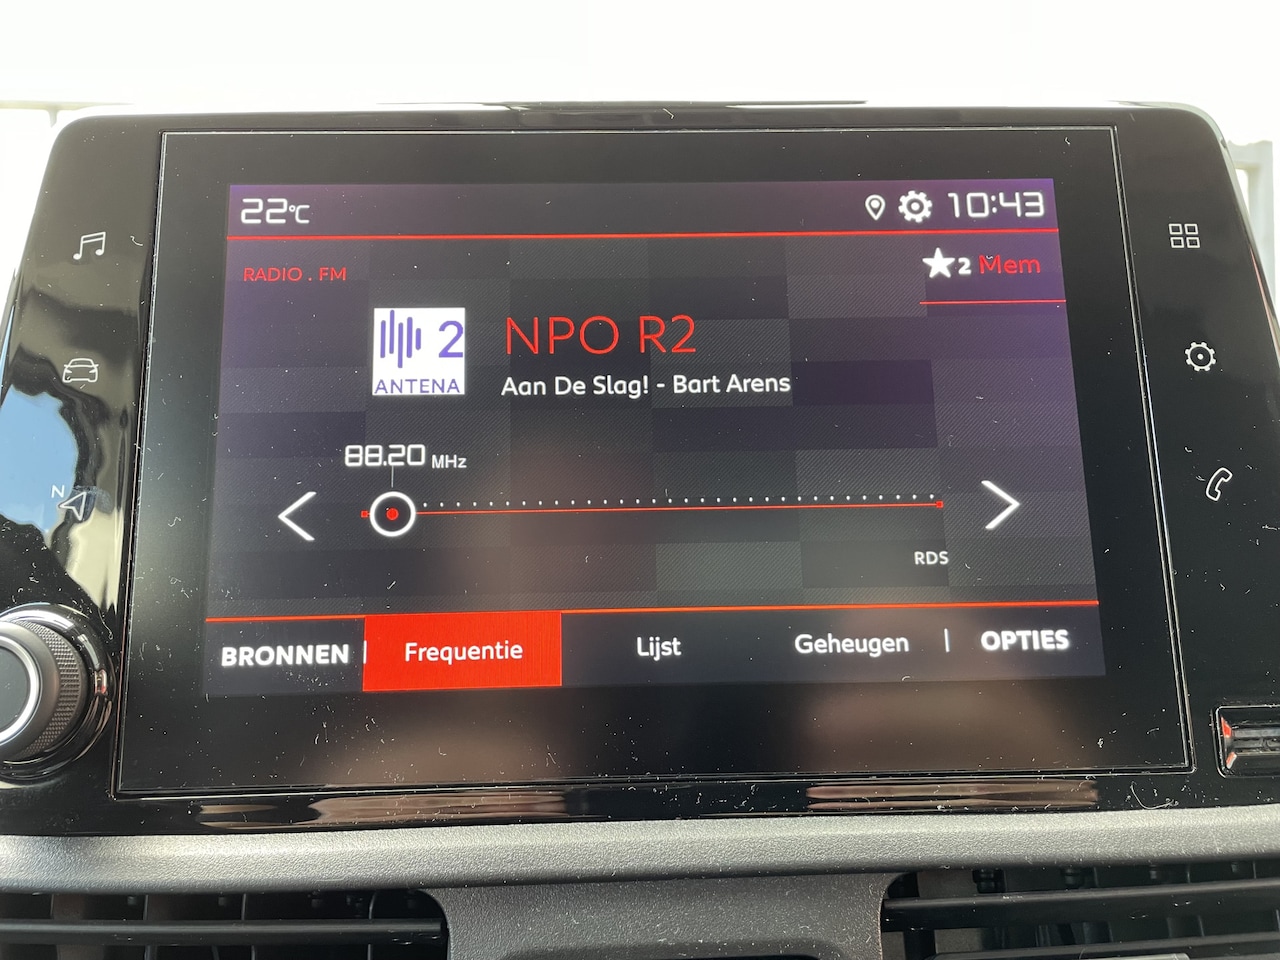 22°C
10:43
RADIO . FM
2 Mem
2
ANTENA
NPO R2
Aan De Slag! - Bart Arens
88.20 MHz
N
RDS
BRONNEN
Frequentie
Lijst
Geheugen
OPTIES